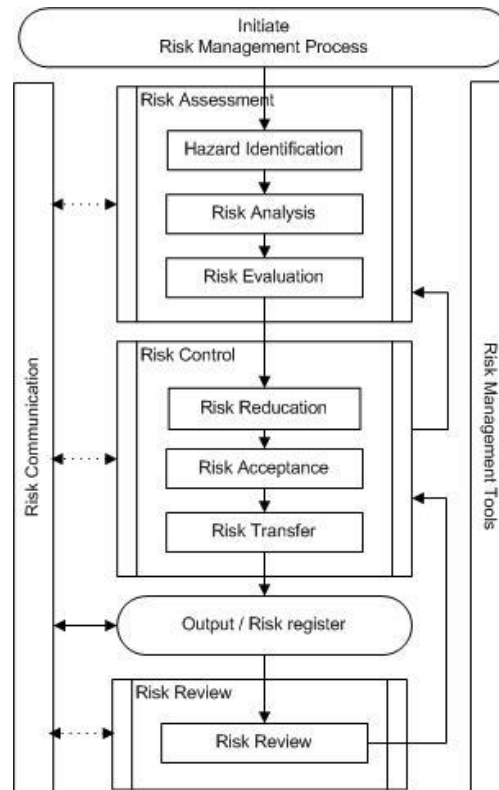 Initiate
Risk Management Process
Risk Assessment
Hazard Identification
Risk Analysis
Risk Evaluation
Risk Control
Risk Reducation
Risk Acceptance
Risk Transfer
Output / Risk register
Risk Review
Risk Review
Risk Communication
Risk Management Tools